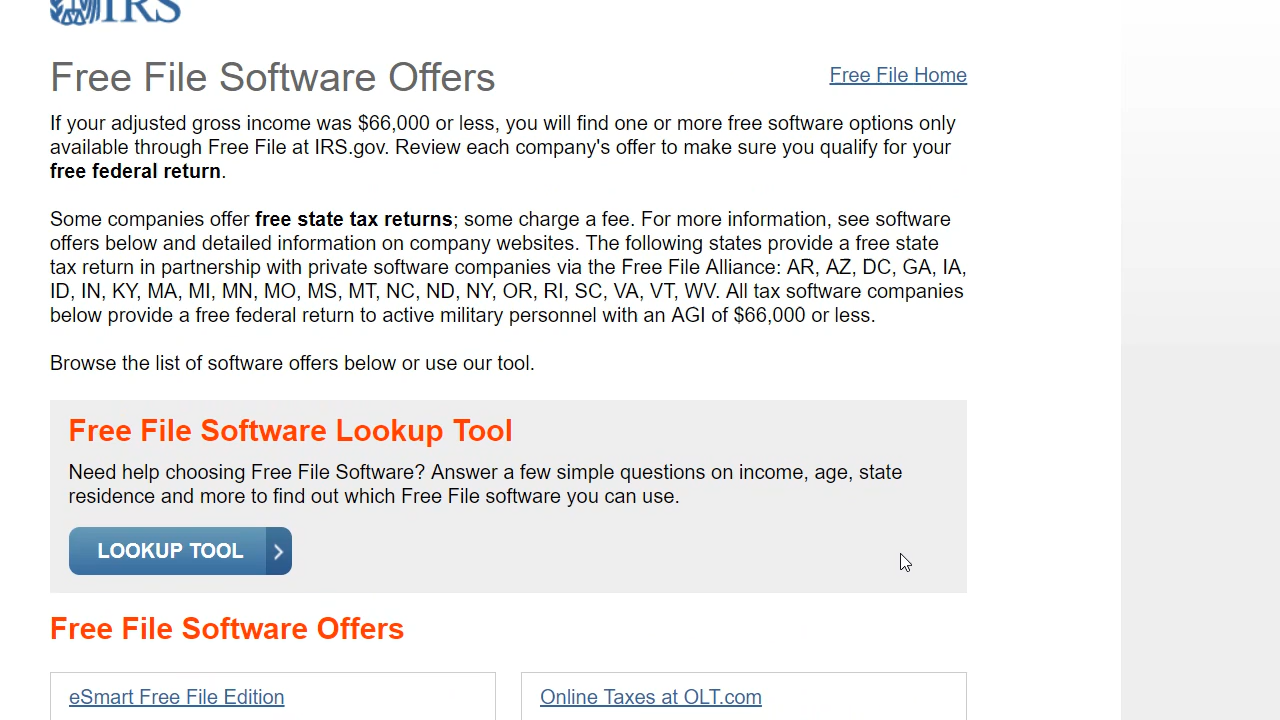 IRS
Free File Software Offers
Free File Home
If your adjusted gross income was $66,000 or less, you will find one or more free software options only
available through Free File at IRS.gov. Review each company's offer to make sure you qualify for your
free federal return.
Some companies offer free state tax returns; some charge a fee. For more information, see software
offers below and detailed information on company websites. The following states provide a free state
tax return in partnership with private software companies via the Free File Alliance: AR, AZ, DC, GA, IA,
ID, IN, KY, MA, MI, MN, MO, MS, MT, NC, ND, NY, OR, RI, SC, VA, VT, WV. All tax software companies
below provide a free federal return to active military personnel with an AGI of $66,000 or less.
Browse the list of software offers below or use our tool.
Free File Software Lookup Tool
Need help choosing Free File Software? Answer a few simple questions on income, age, state
residence and more to find out which Free File software you can use.
LOOKUP TOOL
Free File Software Offers
eSmart Free File Edition
Online Taxes at OLT.com